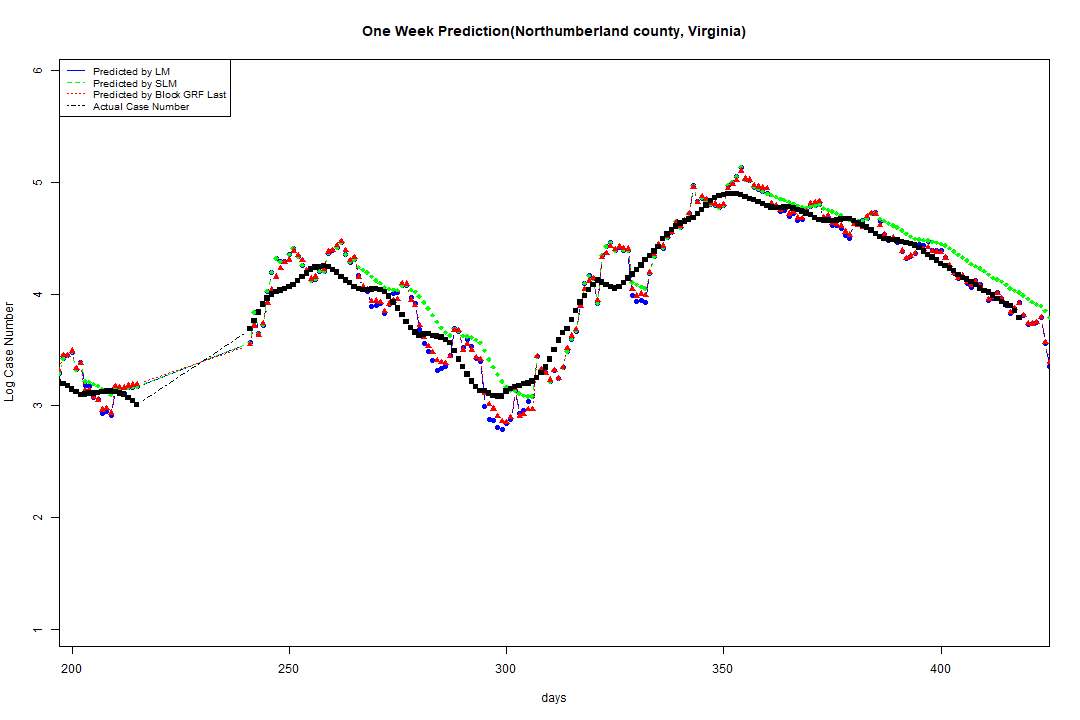 One Week Prediction(Northumberland county, Virginia)
Predicted by LM
Predicted by SLM
Predicted by Block GRF Last
Actual Case Number
Log Case Number
6
5
4
3
2
1
200 250 300 350 400
days